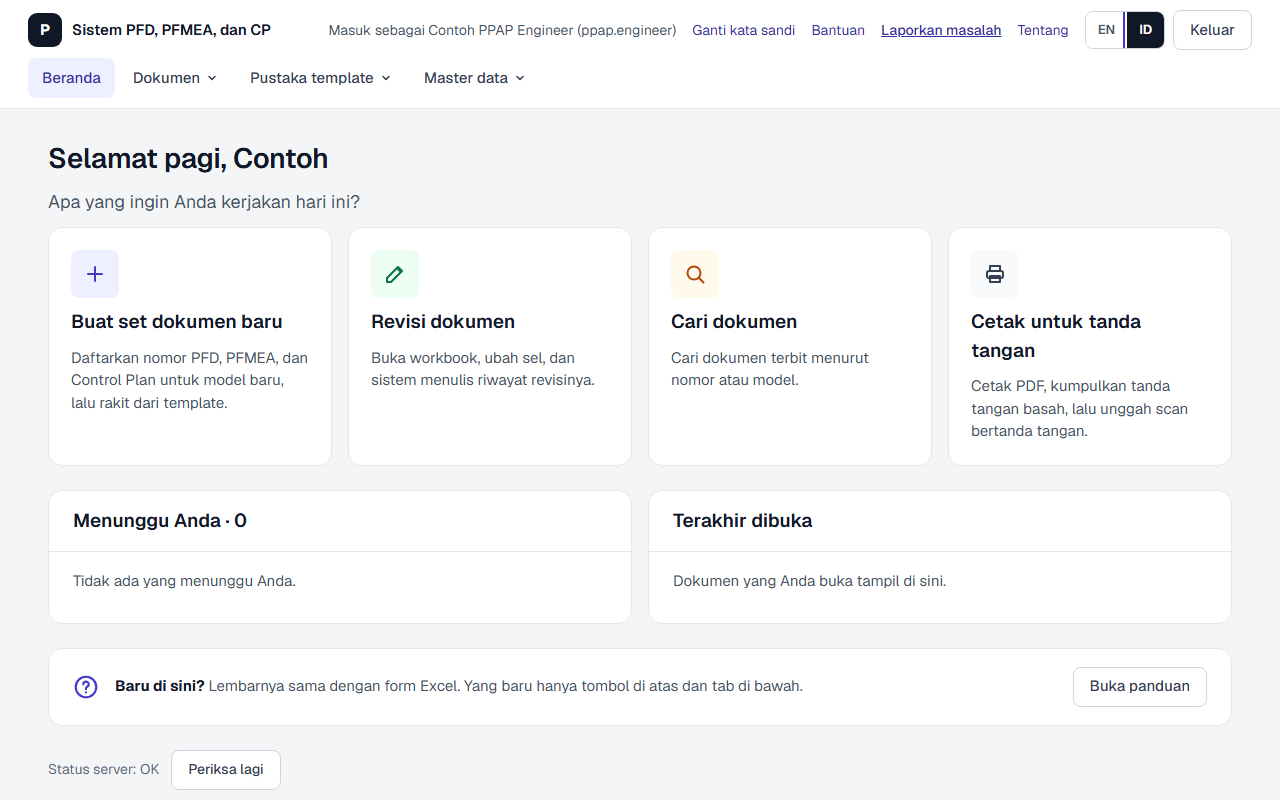 P Sistem PFD, PFMEA, dan CP Masuk sebagai Contoh PPAP Engineer (ppap.engineer) Ganti kata sandi Bantuan Laporkan masalah Tentang EN ID Keluar
Beranda Dokumen Pustaka template Master data
Selamat pagi, Contoh
Apa yang ingin Anda kerjakan hari ini?
Buat set dokumen baru
Daftarkan nomor PFD, PFMEA, dan
Control Plan untuk model baru,
lalu rakit dari template.
Revisi dokumen
Buka workbook, ubah sel, dan
sistem menulis riwayat revisinya.
Cari dokumen
Cari dokumen terbit menurut
nomor atau model.
Cetak untuk tanda
tangan
Cetak PDF, kumpulkan tanda
tangan basah, lalu unggah scan
bertanda tangan.
Menunggu Anda · 0
Tidak ada yang menunggu Anda.
Terakhir dibuka
Dokumen yang Anda buka tampil di sini.
Baru di sini? Lembarnya sama dengan form Excel. Yang baru hanya tombol di atas dan tab di bawah. Buka panduan
Status server: OK Periksa lagi